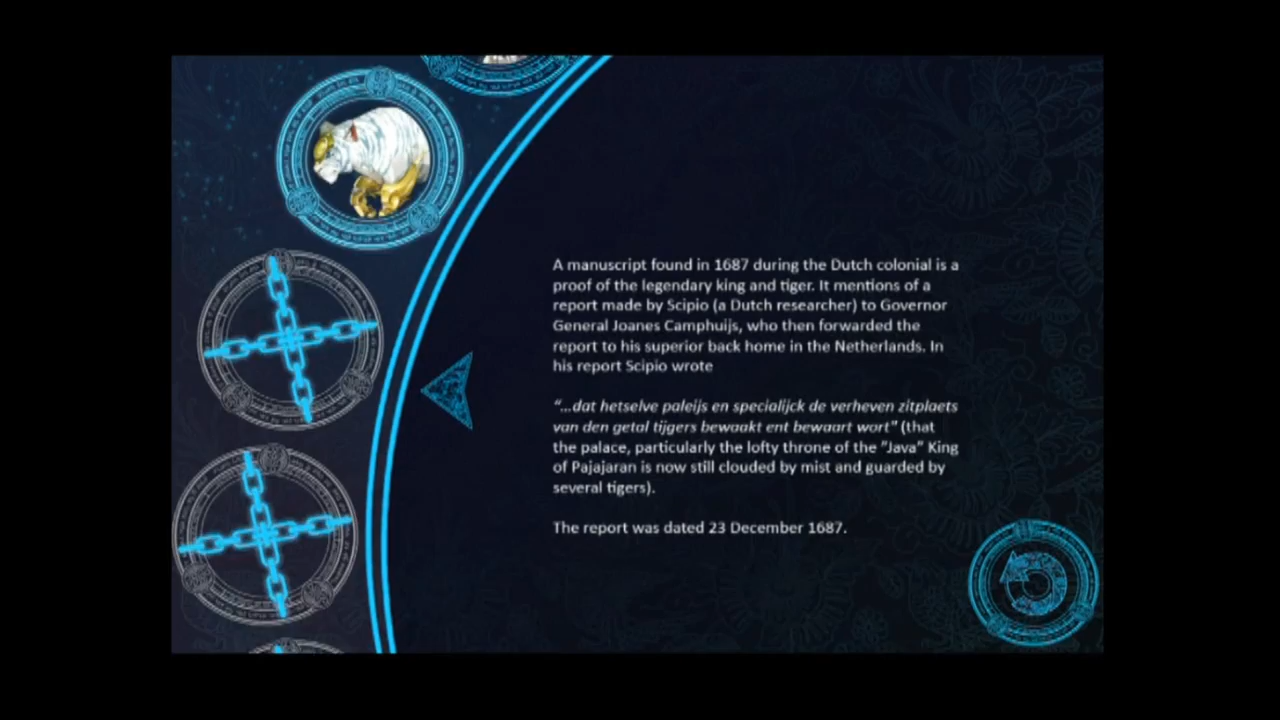 A manuscript found in 1687 during the Dutch colonial is a
proof of the legendary king and tiger. It mentions of a
report made by Scipio (a Dutch researcher) to Governor
General Joanes Camphuijs, who then forwarded the
report to his superior back home in the Netherlands. In
his report Scipio wrote
“...dat hetselve paleijs en specialijck de verheven zitplaets
van den getal tijgers bewaakt ent bewaart wort” (that
the palace, particularly the lofty throne of the “Java” King
of Pajajaran is now still clouded by mist and guarded by
several tigers).
The report was dated 23 December 1687.